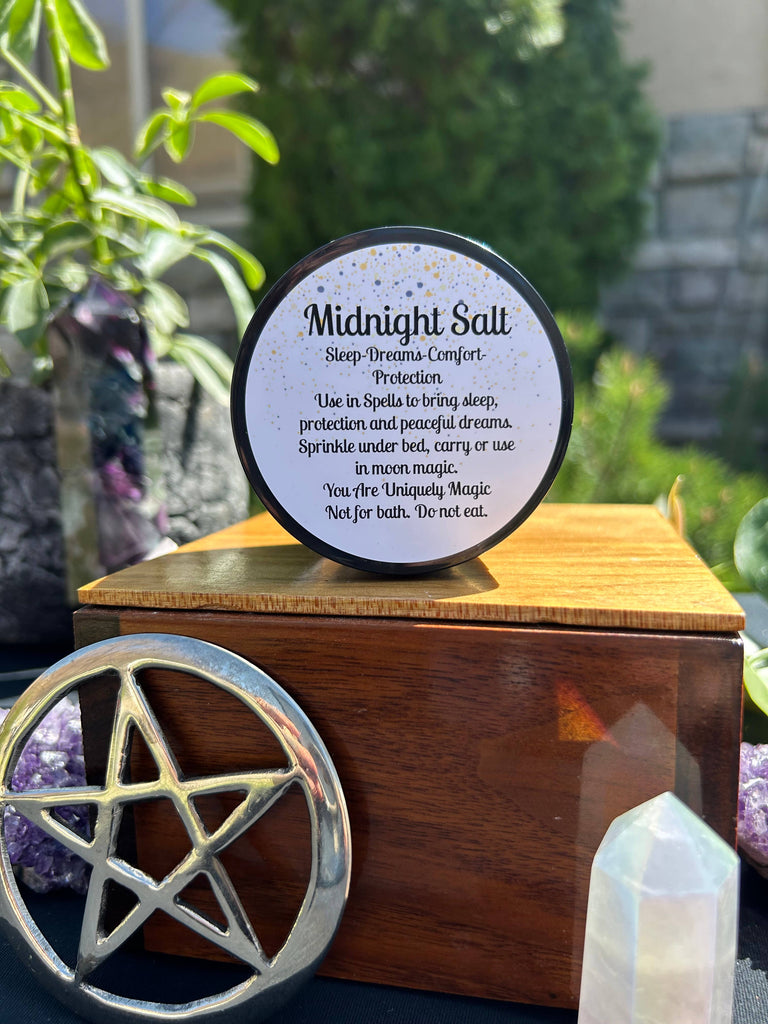 Midnight Salt
Sleep-Dreams-Comfort-
Protection
Use in Spells to bring sleep,
protection and peaceful dreams.
Sprinkle under bed, carry or use
in moon magic.
You Are Uniquely Magic
Not for bath. Do not eat.